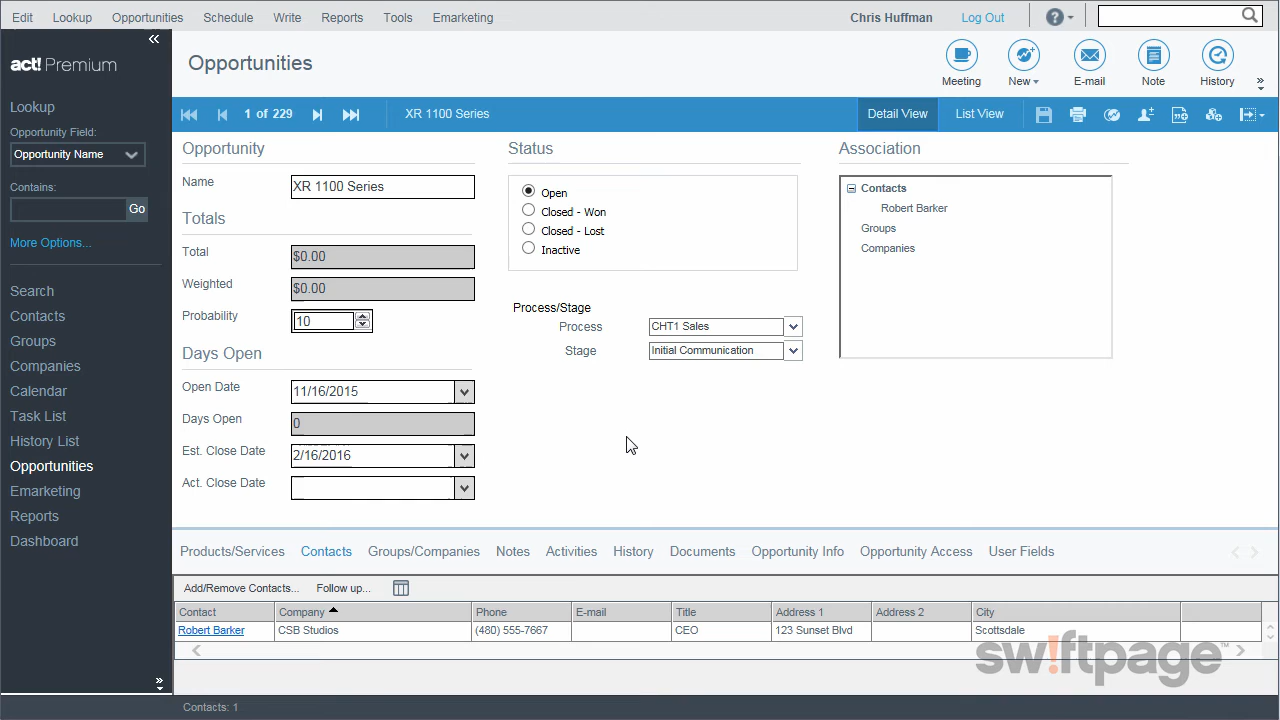 Edit Lookup Opportunities Schedule Write Reports Tools Emarketing Chris Huffman Log Out ?
act! Premium
Opportunities
Meeting New E-mail Note History
1 of 229 XR 1100 Series Detail View List View
Lookup
Opportunity Field:
Opportunity Name
Contains:
Go
More Options...
Search
Contacts
Groups
Companies
Calendar
Task List
History List
Opportunities
Emarketing
Reports
Dashboard
Opportunity
Name XR 1100 Series
Totals
Total $0.00
Weighted $0.00
Probability 10
Days Open
Open Date 11/16/2015
Days Open 0
Est. Close Date 2/16/2016
Act. Close Date
Status
Open
Closed - Won
Closed - Lost
Inactive
Process/Stage
Process CHT1 Sales
Stage Initial Communication
Association
Contacts
Robert Barker
Groups
Companies
Products/Services Contacts Groups/Companies Notes Activities History Documents Opportunity Info Opportunity Access User Fields
Add/Remove Contacts... Follow up...
Contact Company Phone E-mail Title Address 1 Address 2 City
Robert Barker CSB Studios (480) 555-7667 CEO 123 Sunset Blvd Scottsdale
sw!ftpage™
Contacts: 1